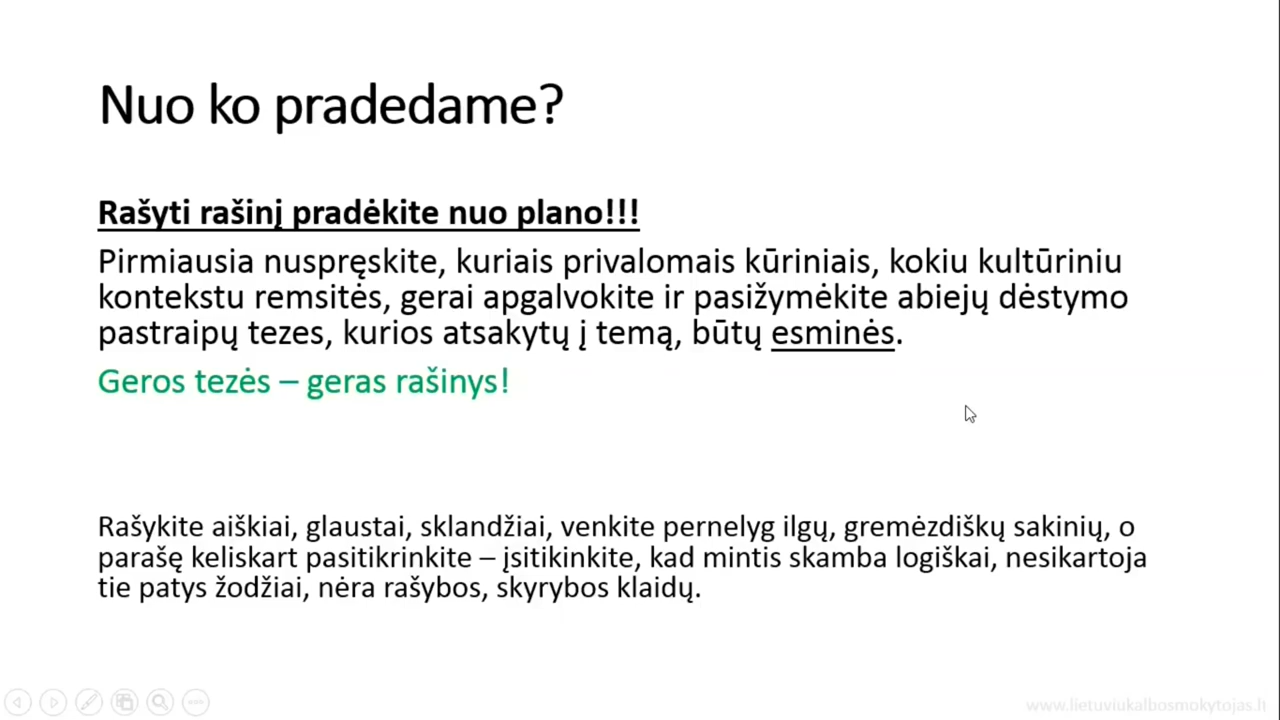 Nuo ko pradedame?
Rašyti rašinį pradėkite nuo plano!!!
Pirmiausia nuspręskite, kuriais privalomais kūriniais, kokiu kultūriniu
kontekstu remsitės, gerai apgalvokite ir pasižymėkite abiejų dėstymo
pastraipų tezes, kurios atsakytų į temą, būtų esminės.
Geros tezės – geras rašinys!
Rašykite aiškiai, glaustai, sklandžiai, venkite pernelyg ilgų, gremėzdiškų sakinių, o
parašę keliskart pasitikrinkite – įsitikinkite, kad mintis skamba logiškai, nesikartoja
tie patys žodžiai, nėra rašybos, skyrybos klaidų.
www.lietuviukalbosmokytojas.lt